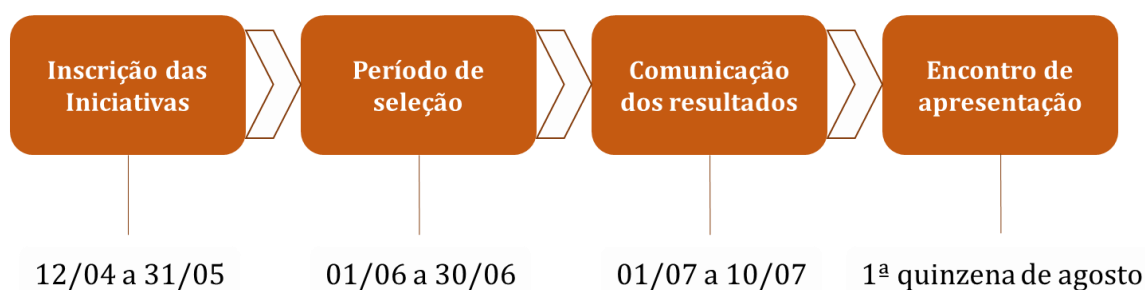 Inscrição das
Iniciativas
Período de
seleção
Comunicação
dos resultados
Encontro de
apresentação
12/04 a 31/05
01/06 a 30/06
01/07 a 10/07
1ª quinzena de agosto